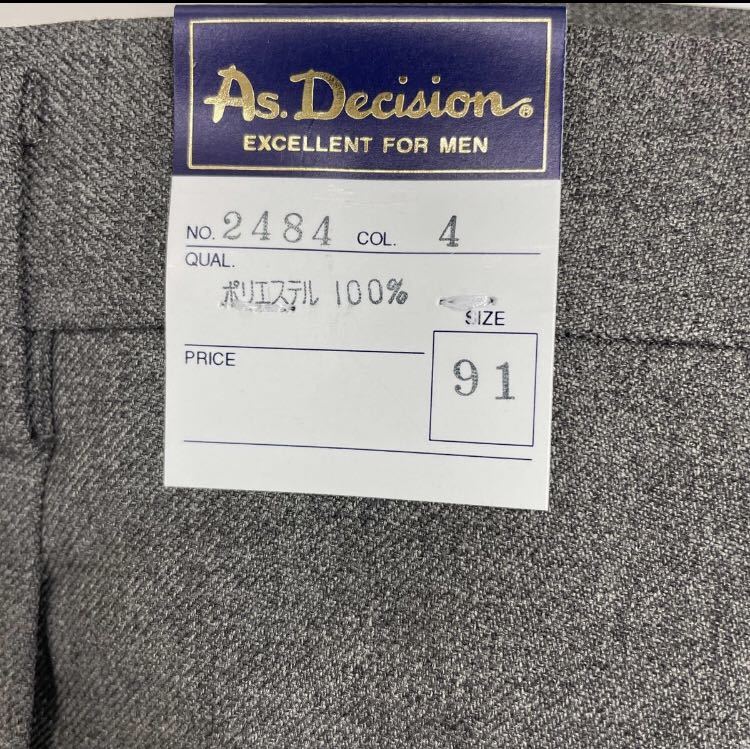 As. Decision®
EXCELLENT FOR MEN
NO. 2484 COL. 4
QUAL.
ポリエステル 100%
SIZE
PRICE
91